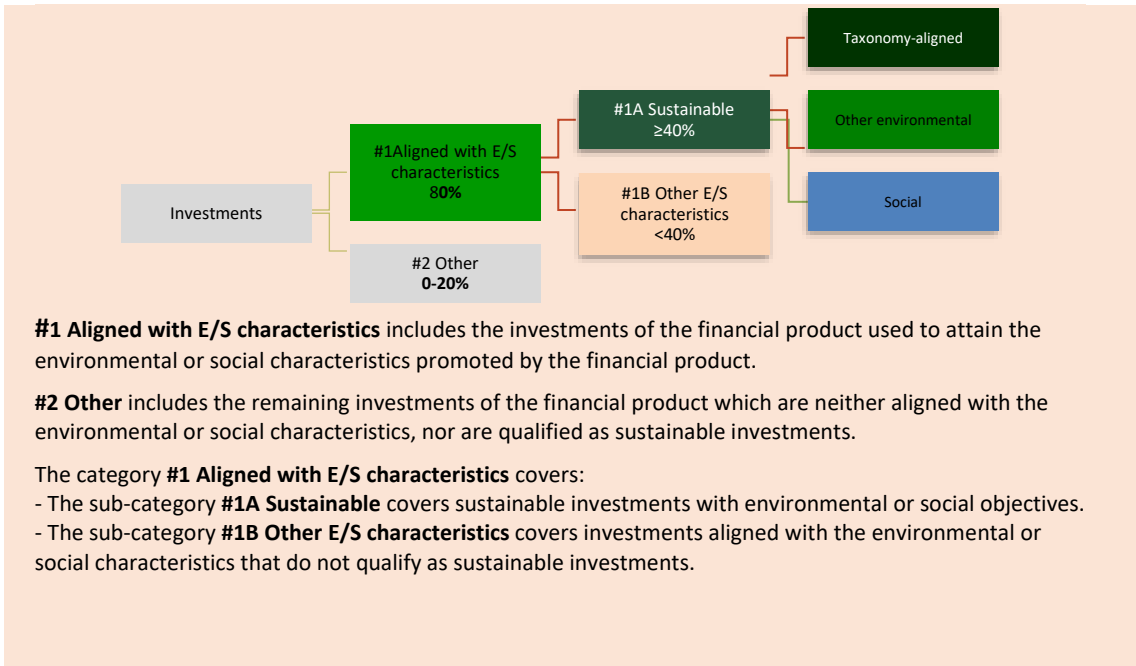 Taxonomy-aligned
#1A Sustainable
≥40%
Other environmental
#1Aligned with E/S
characteristics
80%
#1B Other E/S
characteristics
<40%
Social
Investments
#2 Other
0-20%
#1 Aligned with E/S characteristics includes the investments of the financial product used to attain the
environmental or social characteristics promoted by the financial product.
#2 Other includes the remaining investments of the financial product which are neither aligned with the
environmental or social characteristics, nor are qualified as sustainable investments.
The category #1 Aligned with E/S characteristics covers:
- The sub-category #1A Sustainable covers sustainable investments with environmental or social objectives.
- The sub-category #1B Other E/S characteristics covers investments aligned with the environmental or
social characteristics that do not qualify as sustainable investments.